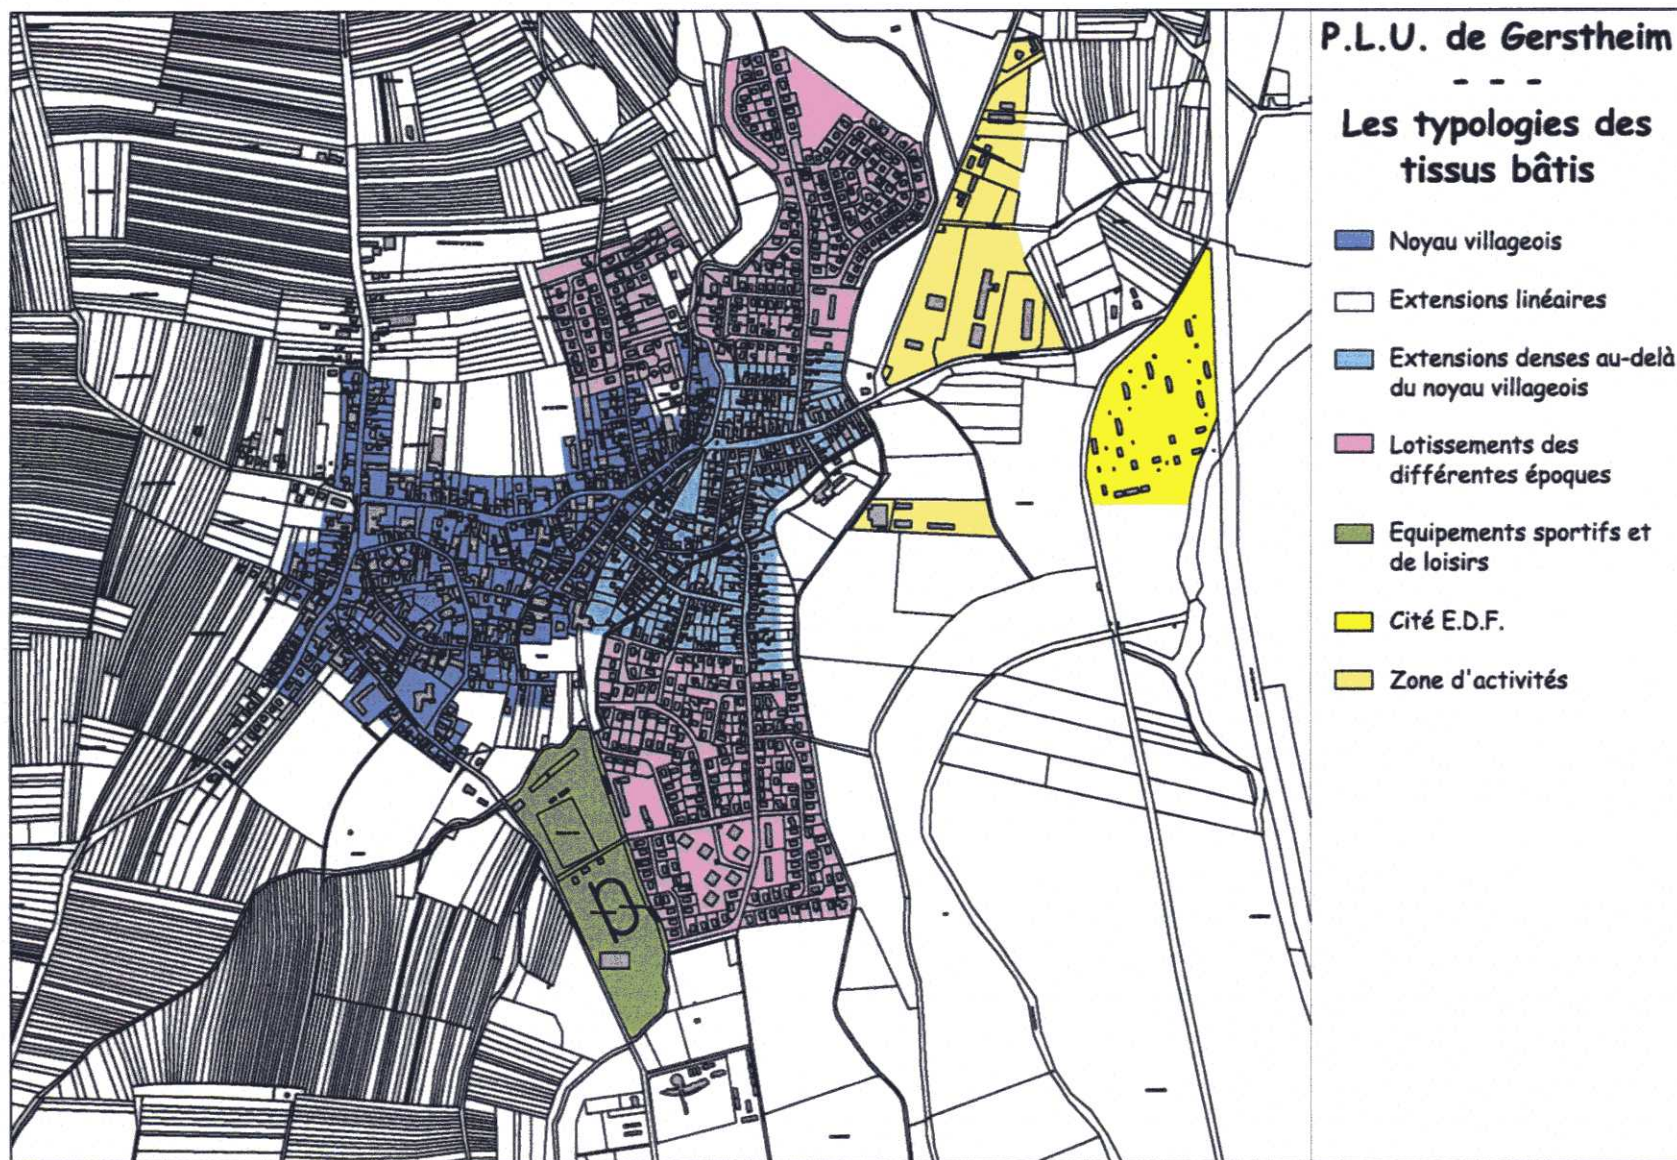 P.L.U. de Gerstheim
- - -
Les typologies des
tissus bâtis
Noyau villageois
Extensions linéaires
Extensions denses au-delà
du noyau villageois
Lotissements des
différentes époques
Equipements sportifs et
de loisirs
Cité E.D.F.
Zone d'activités